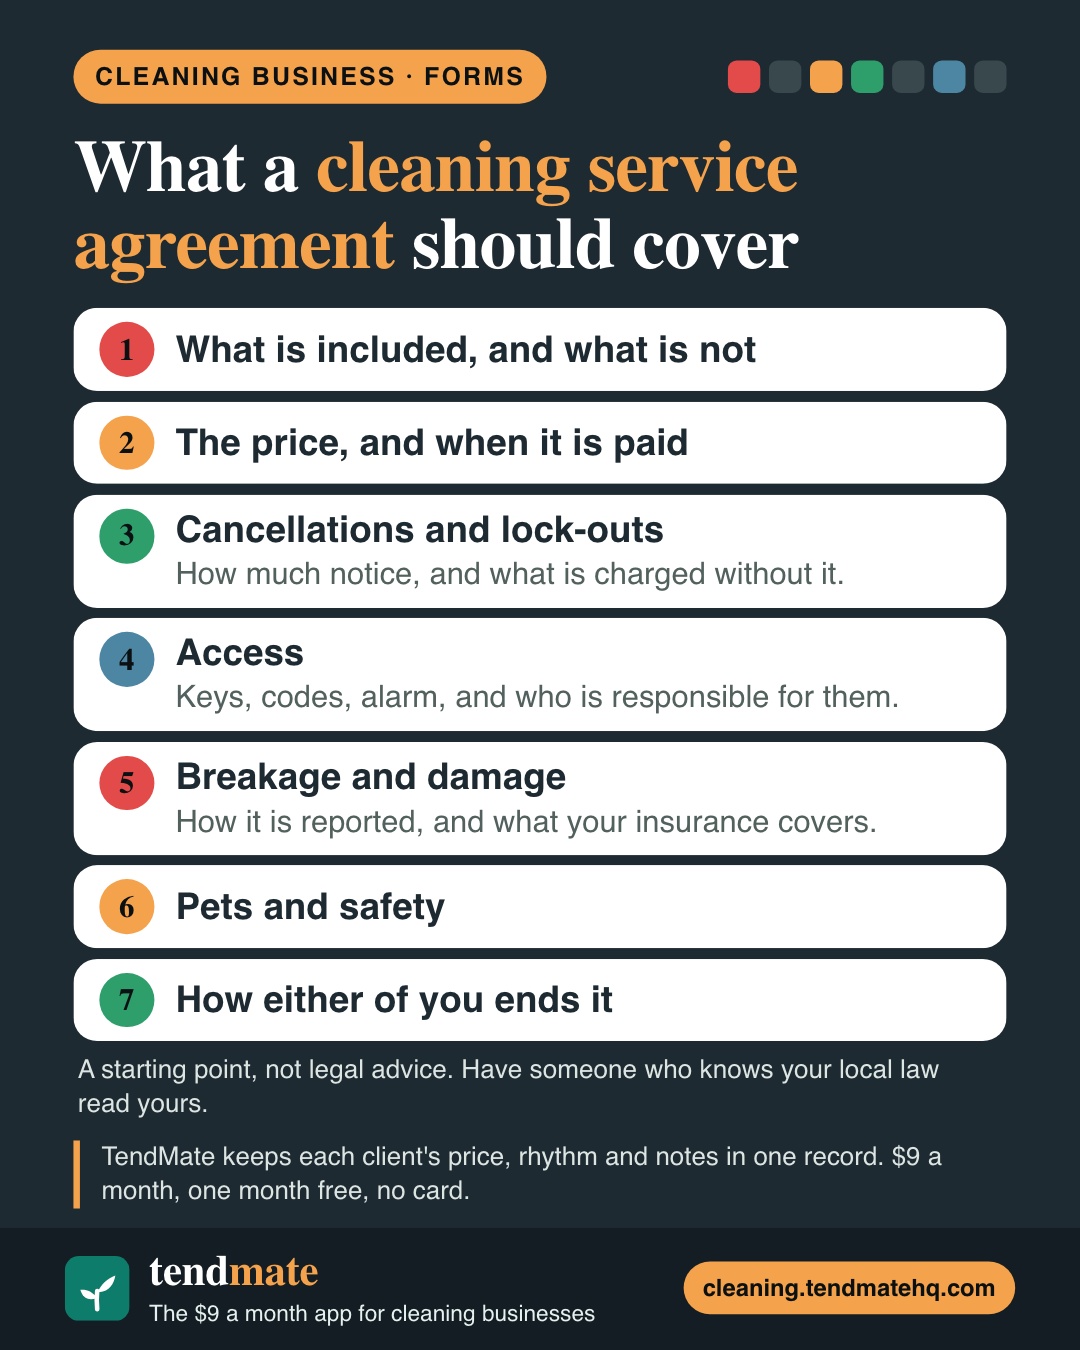 CLEANING BUSINESS · FORMS
What a cleaning service
agreement should cover
1 What is included, and what is not
2 The price, and when it is paid
3 Cancellations and lock-outs
How much notice, and what is charged without it.
4 Access
Keys, codes, alarm, and who is responsible for them.
5 Breakage and damage
How it is reported, and what your insurance covers.
6 Pets and safety
7 How either of you ends it
A starting point, not legal advice. Have someone who knows your local law
read yours.
TendMate keeps each client's price, rhythm and notes in one record. $9 a
month, one month free, no card.
tendmate
The $9 a month app for cleaning businesses
cleaning.tendmatehq.com